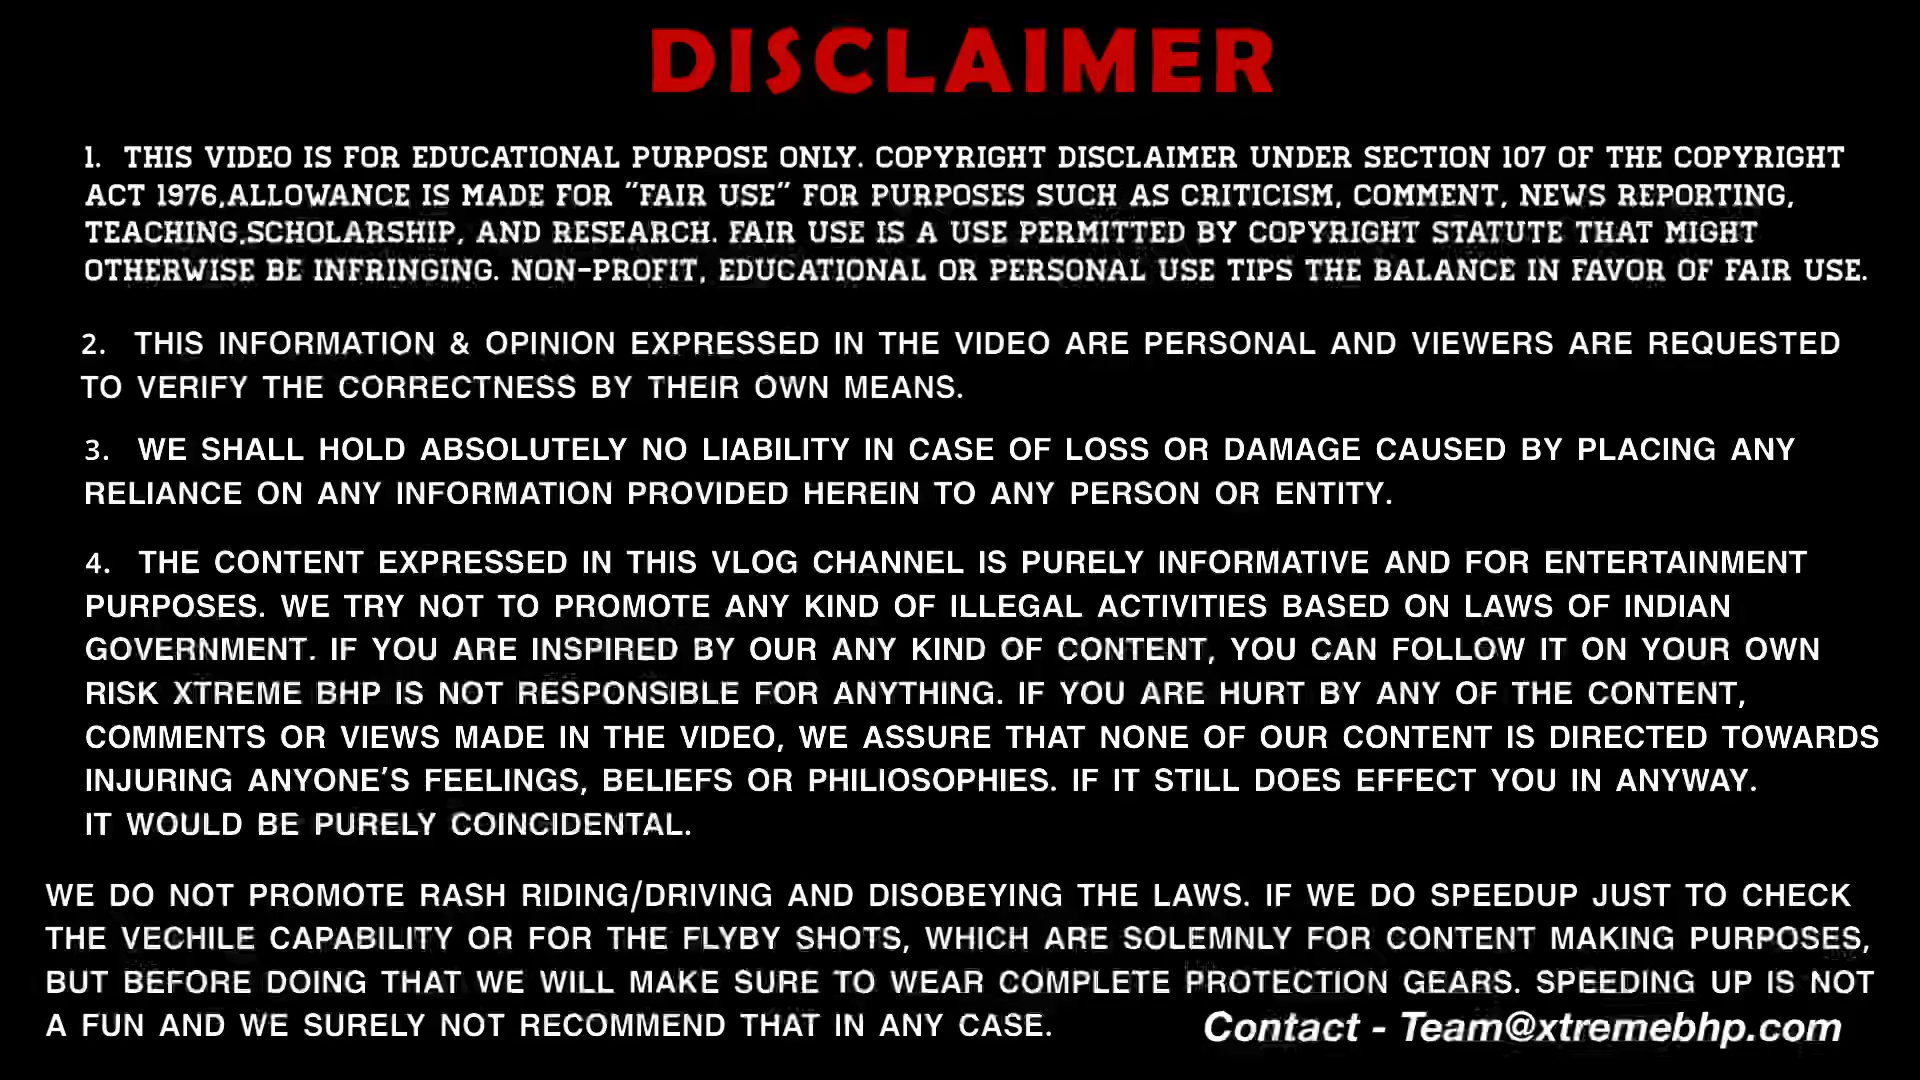 DISCLAIMER
1. THIS VIDEO IS FOR EDUCATIONAL PURPOSE ONLY. COPYRIGHT DISCLAIMER UNDER SECTION 107 OF THE COPYRIGHT
ACT 1976,ALLOWANCE IS MADE FOR "FAIR USE" FOR PURPOSES SUCH AS CRITICISM, COMMENT, NEWS REPORTING,
TEACHING,SCHOLARSHIP, AND RESEARCH. FAIR USE IS A USE PERMITTED BY COPYRIGHT STATUTE THAT MIGHT
OTHERWISE BE INFRINGING. NON-PROFIT, EDUCATIONAL OR PERSONAL USE TIPS THE BALANCE IN FAVOR OF FAIR USE.
2. THIS INFORMATION & OPINION EXPRESSED IN THE VIDEO ARE PERSONAL AND VIEWERS ARE REQUESTED
TO VERIFY THE CORRECTNESS BY THEIR OWN MEANS.
3. WE SHALL HOLD ABSOLUTELY NO LIABILITY IN CASE OF LOSS OR DAMAGE CAUSED BY PLACING ANY
RELIANCE ON ANY INFORMATION PROVIDED HEREIN TO ANY PERSON OR ENTITY.
4. THE CONTENT EXPRESSED IN THIS VLOG CHANNEL IS PURELY INFORMATIVE AND FOR ENTERTAINMENT
PURPOSES. WE TRY NOT TO PROMOTE ANY KIND OF ILLEGAL ACTIVITIES BASED ON LAWS OF INDIAN
GOVERNMENT. IF YOU ARE INSPIRED BY OUR ANY KIND OF CONTENT, YOU CAN FOLLOW IT ON YOUR OWN
RISK XTREME BHP IS NOT RESPONSIBLE FOR ANYTHING. IF YOU ARE HURT BY ANY OF THE CONTENT,
COMMENTS OR VIEWS MADE IN THE VIDEO, WE ASSURE THAT NONE OF OUR CONTENT IS DIRECTED TOWARDS
INJURING ANYONE'S FEELINGS, BELIEFS OR PHILIOSOPHIES. IF IT STILL DOES EFFECT YOU IN ANYWAY.
IT WOULD BE PURELY COINCIDENTAL.
WE DO NOT PROMOTE RASH RIDING/DRIVING AND DISOBEYING THE LAWS. IF WE DO SPEEDUP JUST TO CHECK
THE VECHILE CAPABILITY OR FOR THE FLYBY SHOTS, WHICH ARE SOLEMNLY FOR CONTENT MAKING PURPOSES,
BUT BEFORE DOING THAT WE WILL MAKE SURE TO WEAR COMPLETE PROTECTION GEARS. SPEEDING UP IS NOT
A FUN AND WE SURELY NOT RECOMMEND THAT IN ANY CASE.
Contact - Team@xtremebhp.com